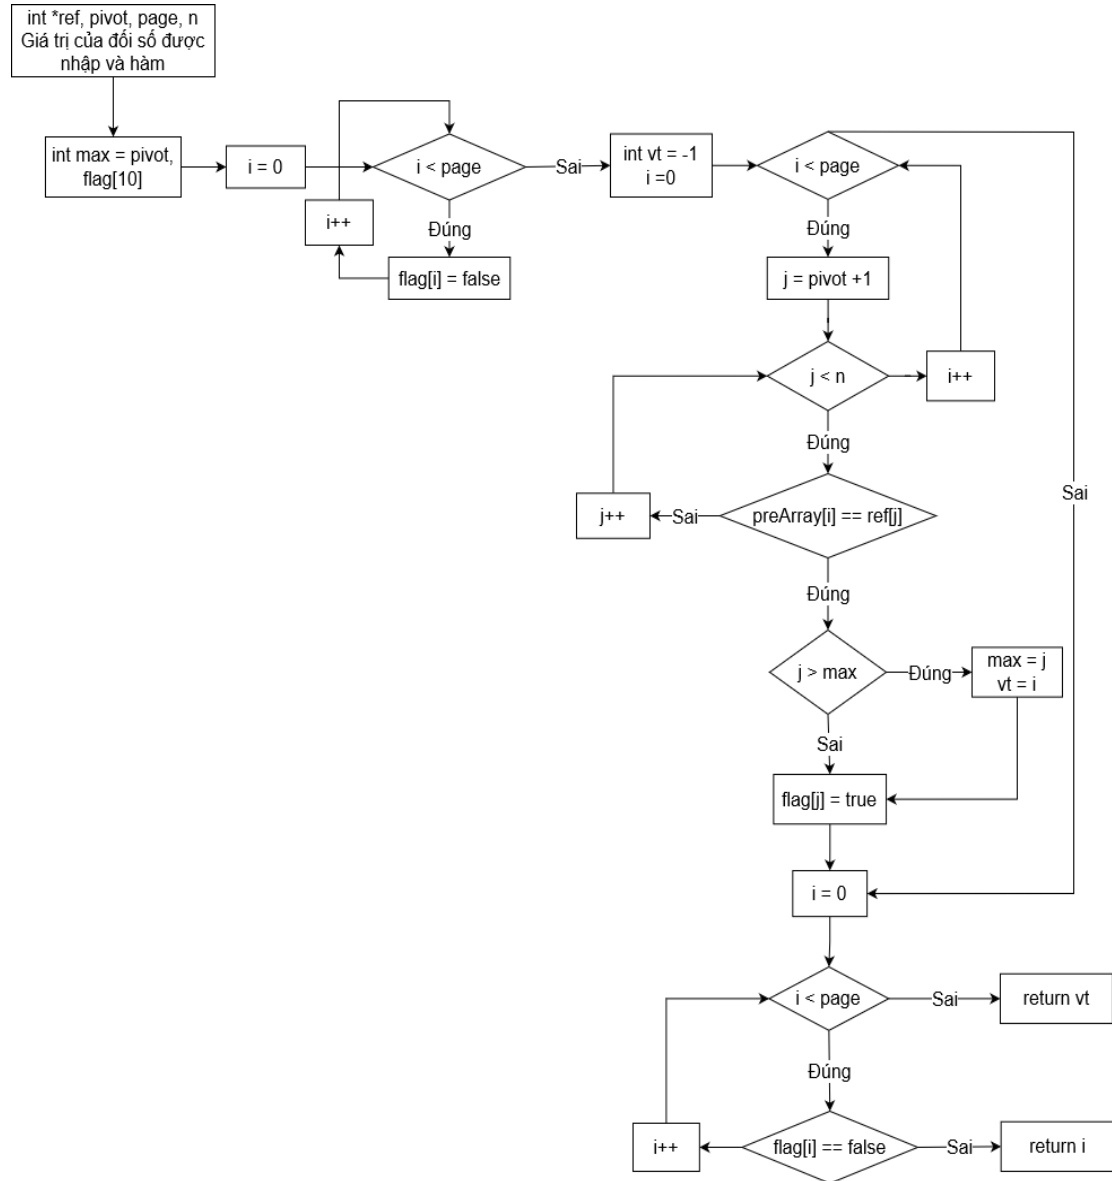 int *ref, pivot, page, n
Giá trị của đối số được
nhập và hàm
int max = pivot,
flag[10]
i = 0
i < page
Sai
int vt = -1
i =0
i < page
i++
Đúng
flag[i] = false
Đúng
j = pivot +1
j < n
i++
Đúng
Sai
j++
Sai
preArray[i] == ref[j]
Đúng
j > max
Đúng
max = j
vt = i
Sai
flag[j] = true
i = 0
i < page
Sai
return vt
Đúng
i++
flag[i] == false
Sai
return i